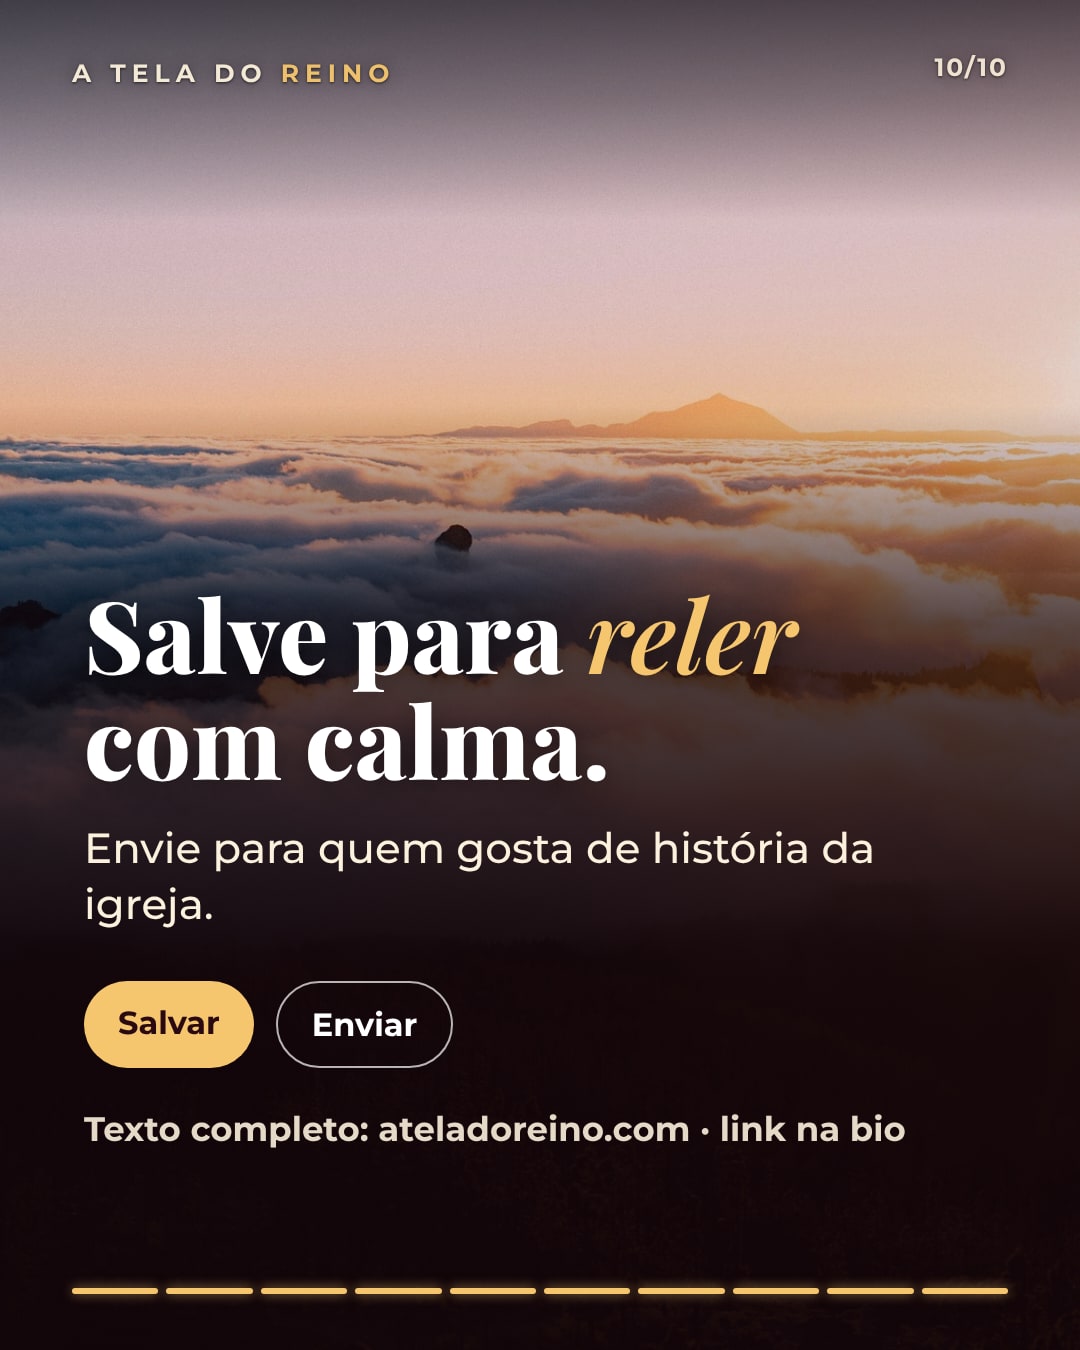 A TELA DO REINO
10/10
Salve para reler
com calma.
Envie para quem gosta de história da
igreja.
Salvar
Enviar
Texto completo: ateladoreino.com · link na bio